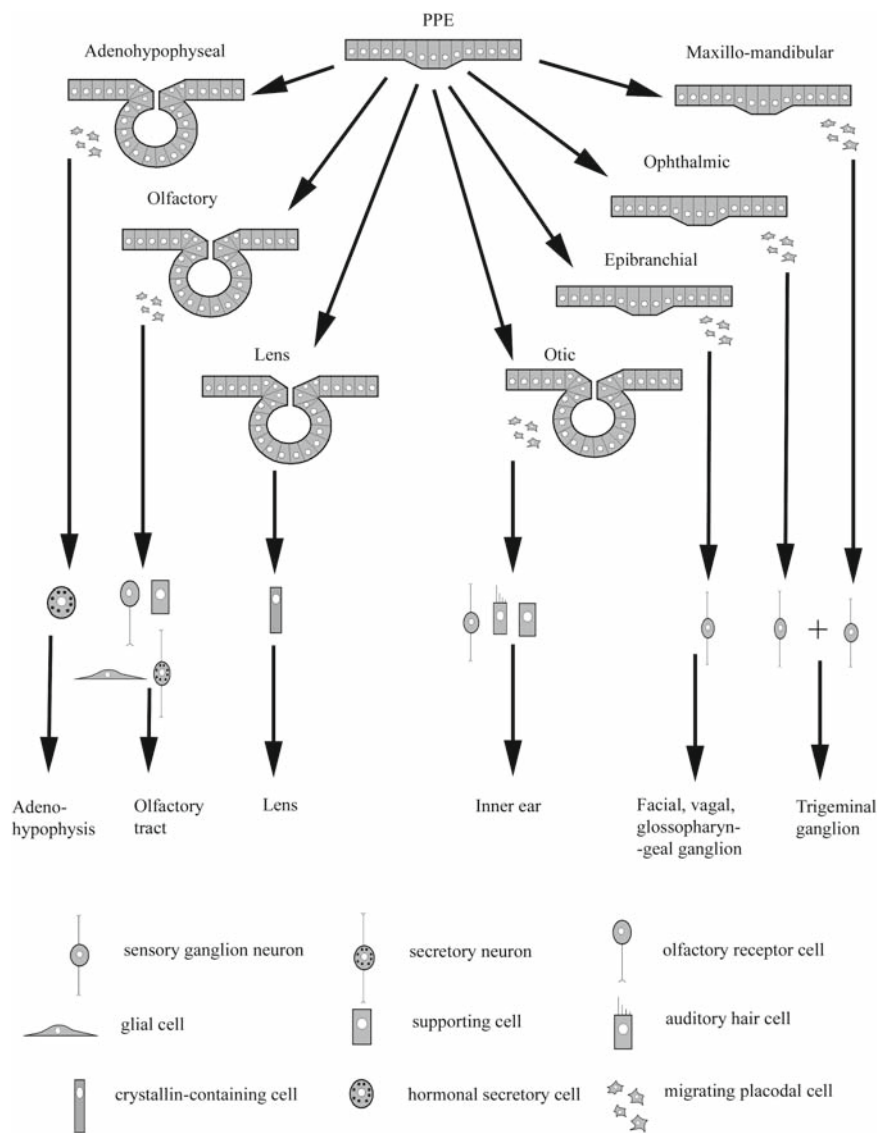 PPE
Adenohypophyseal
Maxillo-mandibular
Olfactory
Ophthalmic
Epibranchial
Lens
Otic
+
Adeno-
hypophysis
Olfactory
tract
Lens
Inner ear
Facial, vagal,
glossopharyn-
-geal ganglion
Trigeminal
ganglion
sensory ganglion neuron
secretory neuron
olfactory receptor cell
glial cell
supporting cell
auditory hair cell
crystallin-containing cell
hormonal secretory cell
migrating placodal cell